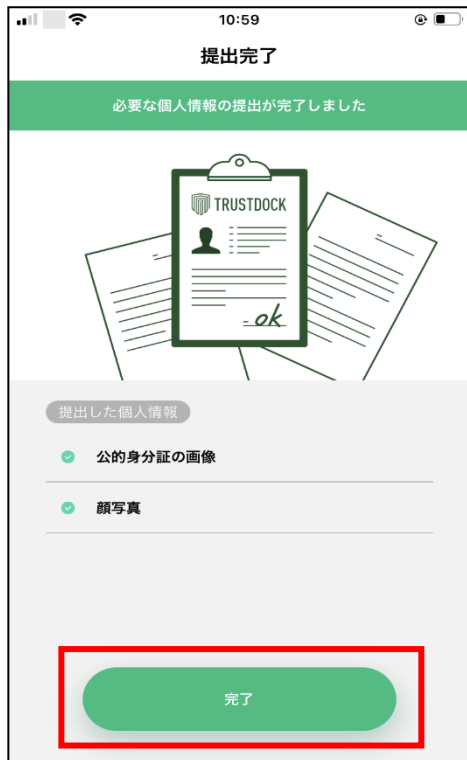 10:59
提出完了
必要な個人情報の提出が完了しました
TRUSTDOCK
ok
提出した個人情報
公的身分証の画像
顔写真
完了